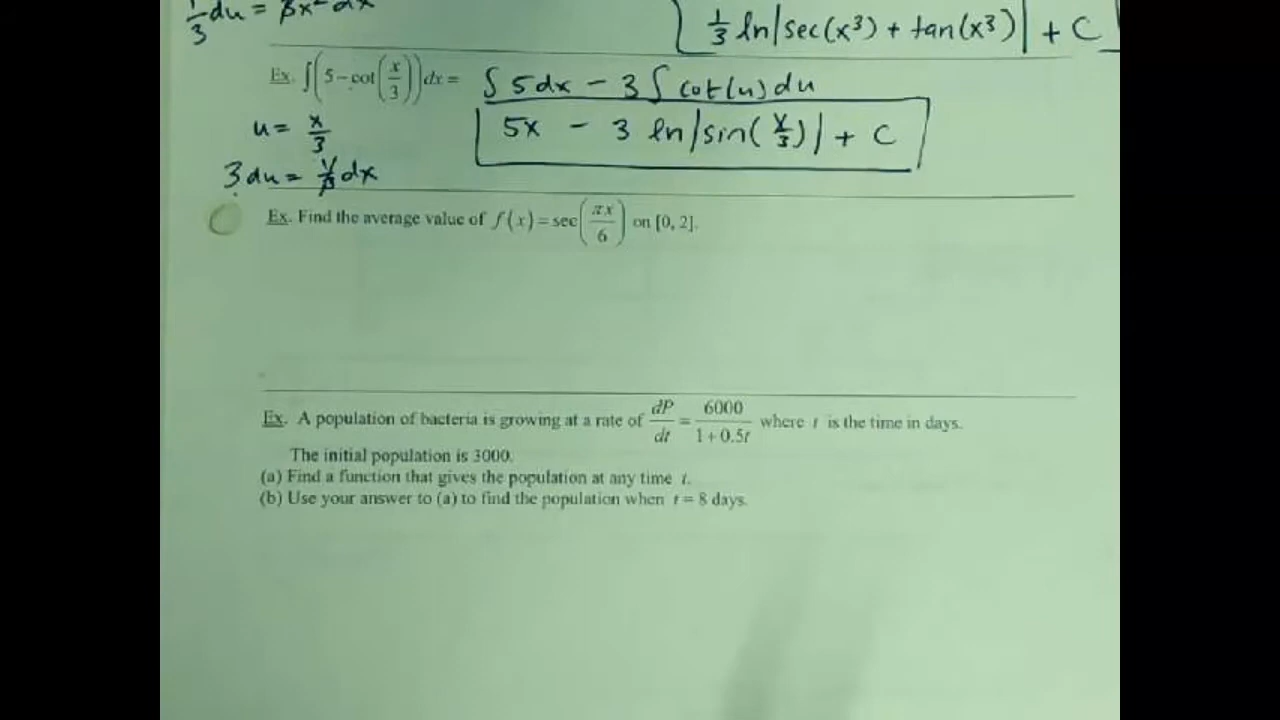 1/3 du = 3x² dx
1/3 ln|sec(x³) + tan(x³)| + C
Ex. ∫(5−cot(x/3))dx = ∫ 5dx − 3 ∫ cot(u) du
u = x/3
5x − 3 ln|sin(x/3)| + C
3 du = 1/3 dx
Ex. Find the average value of f(x) = sec(πx/6) on [0, 2].
Ex. A population of bacteria is growing at a rate of dP/dt = 6000/(1+0.5t) where t is the time in days.
The initial population is 3000.
(a) Find a function that gives the population at any time t.
(b) Use your answer to (a) to find the population when t = 8 days.